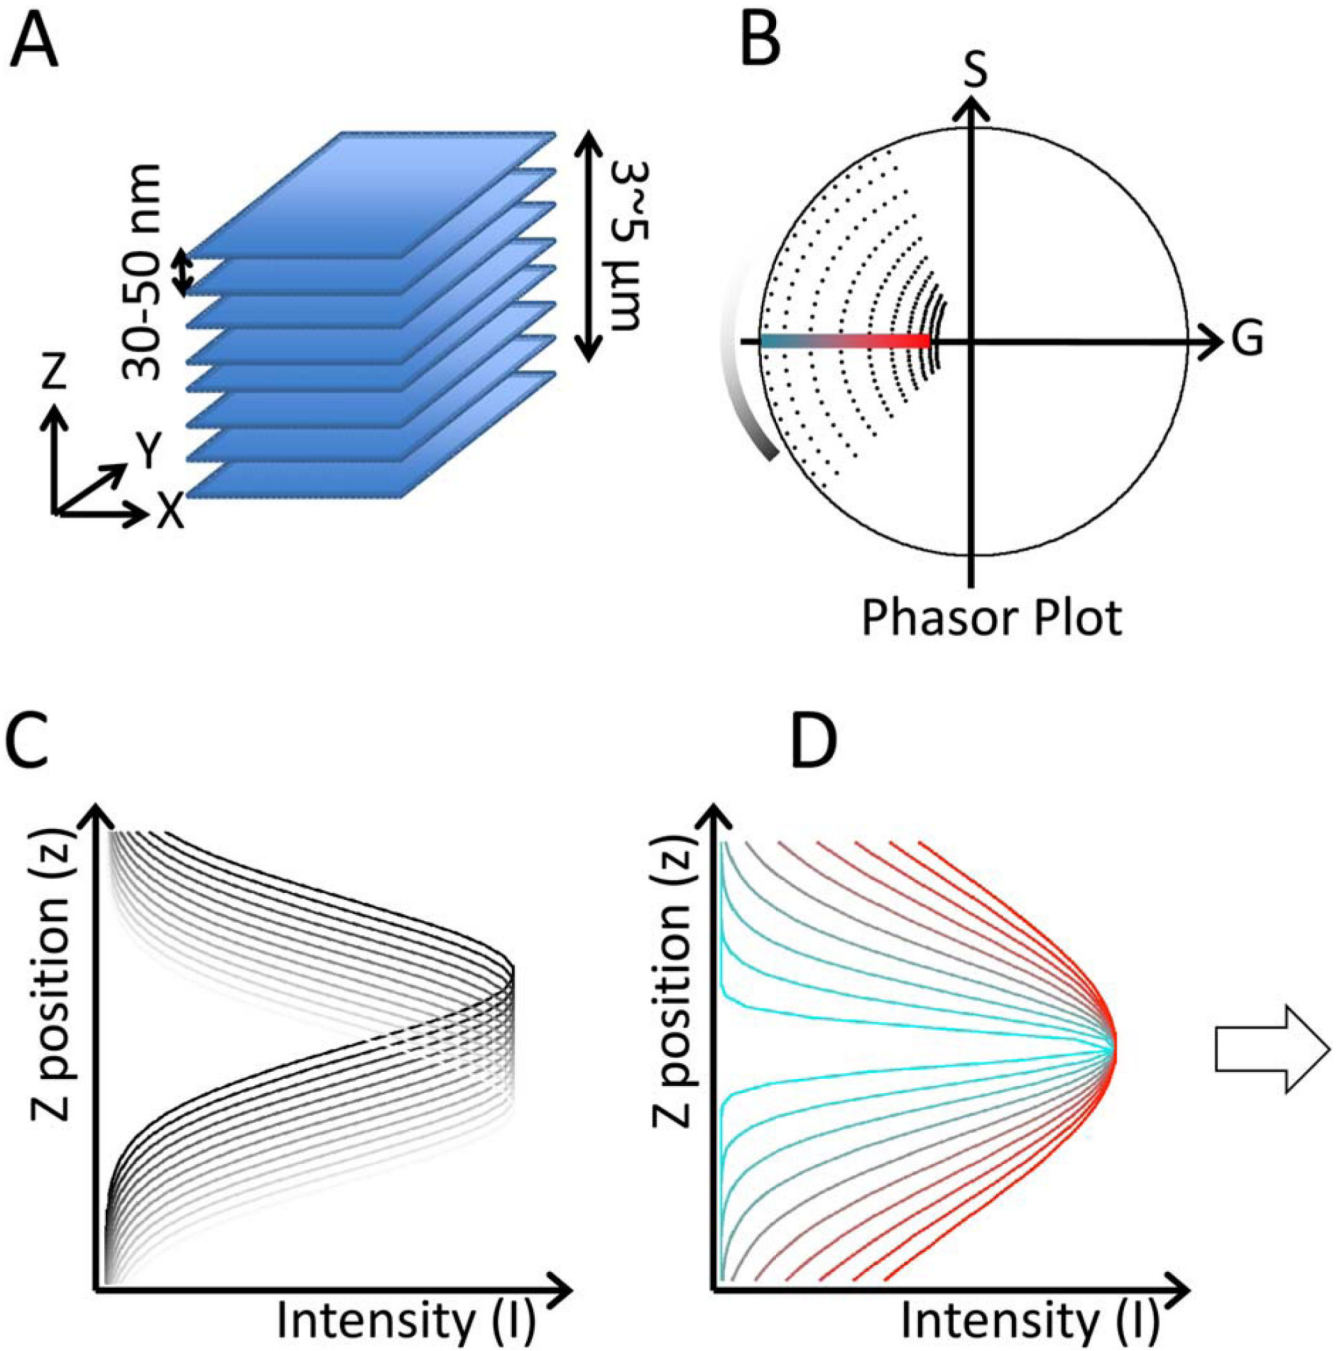 A
30-50 nm
3~5 μm
Z
Y
X
B
S
G
Phasor Plot
C
Z position (z)
Intensity (I)
D
Z position (z)
Intensity (I)